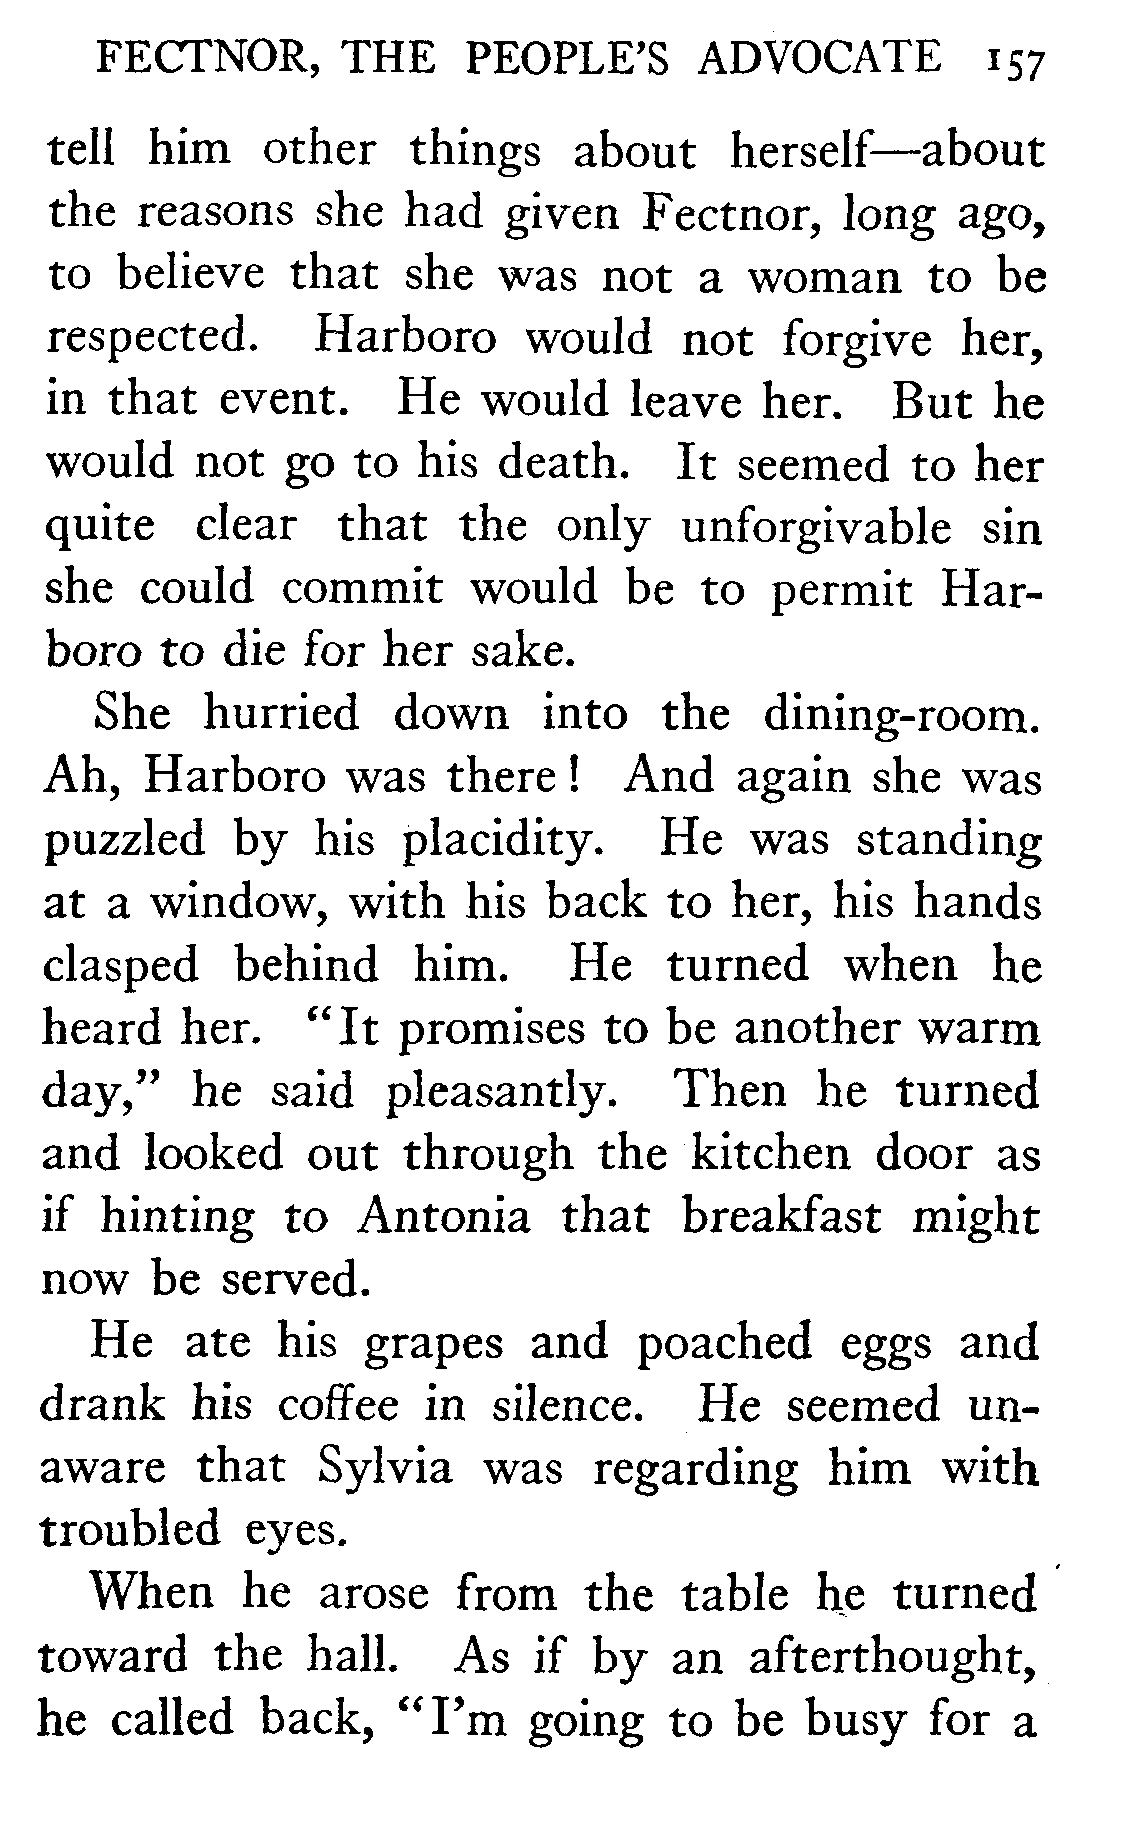 FECTNOR, THE PEOPLE'S ADVOCATE 157
tell him other things about herself—about
the reasons she had given Fectnor, long ago,
to believe that she was not a woman to be
respected. Harboro would not forgive her,
in that event. He would leave her. But he
would not go to his death. It seemed to her
quite clear that the only unforgivable sin
she could commit would be to permit Har-
boro to die for her sake.
She hurried down into the dining-room.
Ah, Harboro was there! And again she was
puzzled by his placidity. He was standing
at a window, with his back to her, his hands
clasped behind him. He turned when he
heard her. “It promises to be another warm
day,” he said pleasantly. Then he turned
and looked out through the kitchen door as
if hinting to Antonia that breakfast might
now be served.
He ate his grapes and poached eggs and
drank his coffee in silence. He seemed un-
aware that Sylvia was regarding him with
troubled eyes.
When he arose from the table he turned
toward the hall. As if by an afterthought,
he called back, “I’m going to be busy for a